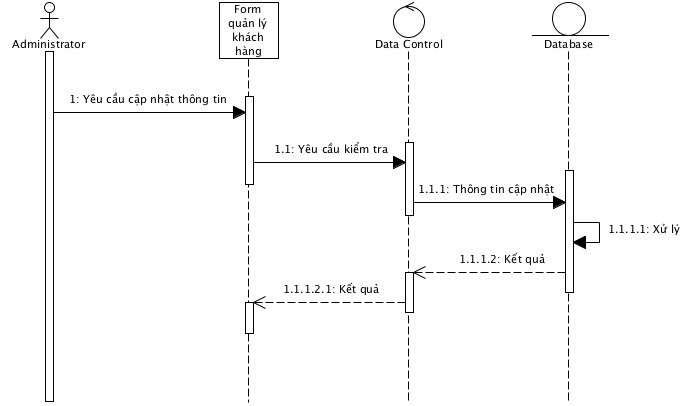 Form
quản lý
khách
hàng
Administrator
Data Control
Database
1: Yêu cầu cập nhật thông tin
1.1: Yêu cầu kiểm tra
1.1.1: Thông tin cập nhật
1.1.1.1: Xử lý
1.1.1.2: Kết quả
1.1.1.2.1: Kết quả